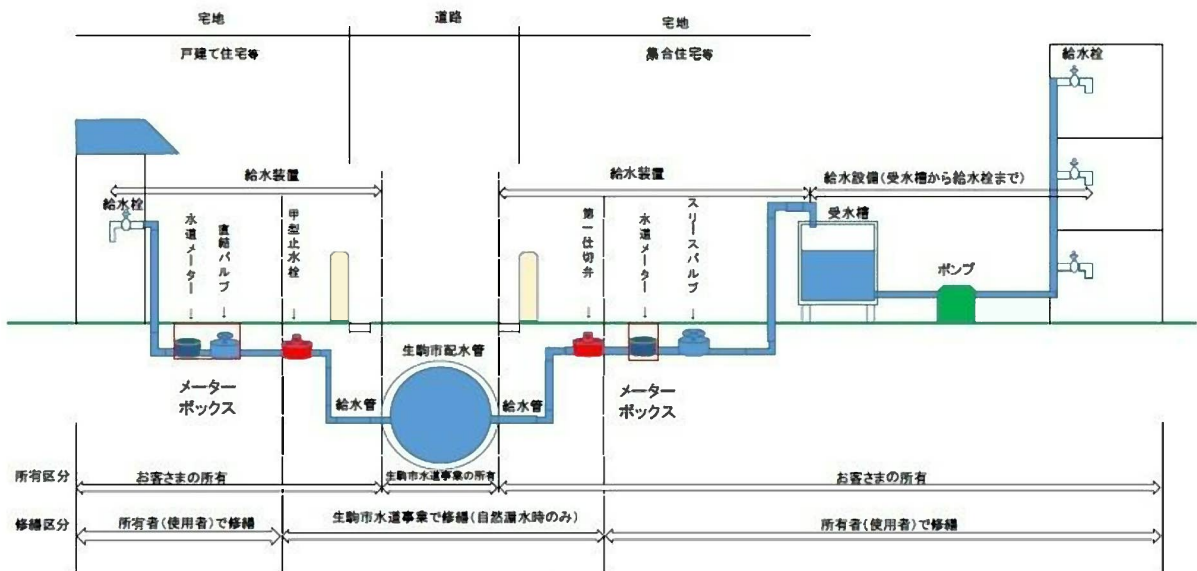 宅地
道路
宅地
戸建て住宅等
集合住宅等
給水栓
給水装置
給水装置
給水設備(受水槽から給水栓まで)
給水栓
水道メーター
直結バルブ
甲型止水栓
第一仕切弁
水道メーター
スリースバルブ
受水槽
ポンプ
生駒市配水管
メーター
ボックス
給水管
給水管
メーター
ボックス
所有区分
お客さまの所有
生駒市水道事業の所有
お客さまの所有
修繕区分
所有者(使用者)で修繕
生駒市水道事業で修繕(自然漏水時のみ)
所有者(使用者)で修繕